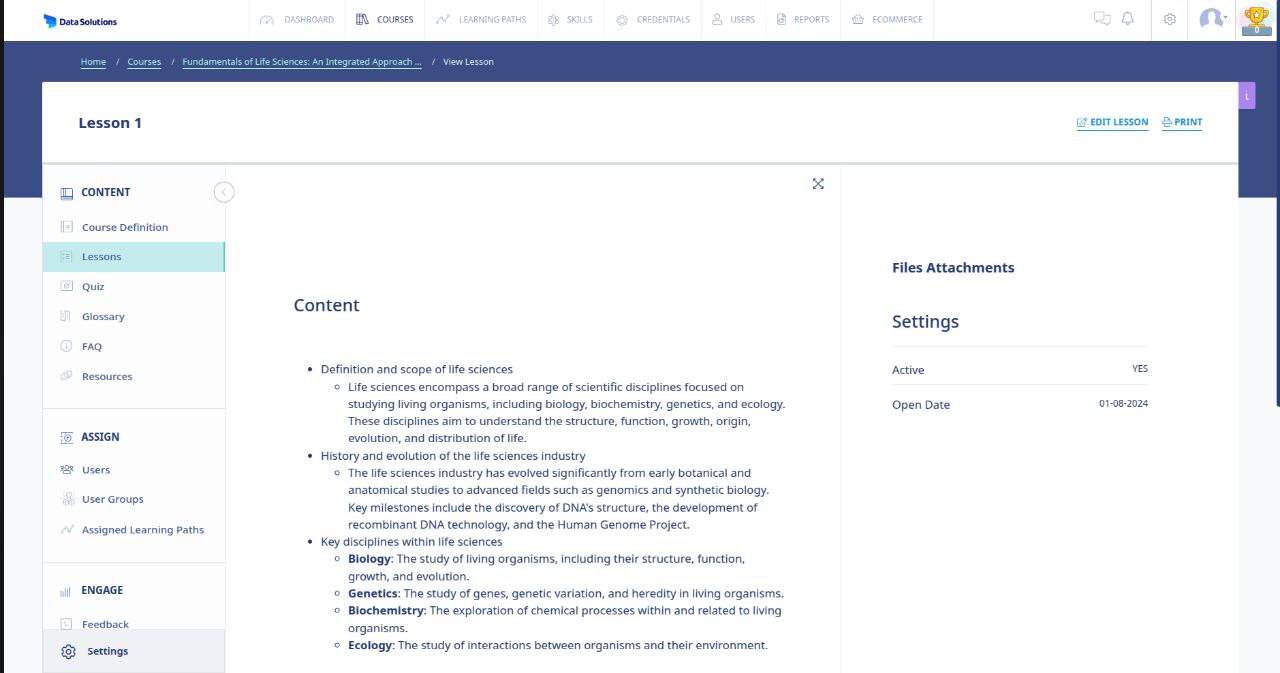 Data Solutions
DASHBOARD
COURSES
LEARNING PATHS
SKILLS
CREDENTIALS
USERS
REPORTS
ECOMMERCE
0
Home / Courses / Fundamentals of Life Sciences: An Integrated Approach ... / View Lesson
i
Lesson 1
EDIT LESSON
PRINT
CONTENT
Course Definition
Lessons
Quiz
Glossary
FAQ
Resources
ASSIGN
Users
User Groups
Assigned Learning Paths
ENGAGE
Feedback
Settings
Content
• Definition and scope of life sciences
◦ Life sciences encompass a broad range of scientific disciplines focused on
studying living organisms, including biology, biochemistry, genetics, and ecology.
These disciplines aim to understand the structure, function, growth, origin,
evolution, and distribution of life.
• History and evolution of the life sciences industry
◦ The life sciences industry has evolved significantly from early botanical and
anatomical studies to advanced fields such as genomics and synthetic biology.
Key milestones include the discovery of DNA's structure, the development of
recombinant DNA technology, and the Human Genome Project.
• Key disciplines within life sciences
◦ Biology: The study of living organisms, including their structure, function,
growth, and evolution.
◦ Genetics: The study of genes, genetic variation, and heredity in living organisms.
◦ Biochemistry: The exploration of chemical processes within and related to living
organisms.
◦ Ecology: The study of interactions between organisms and their environment.
Files Attachments
Settings
Active YES
Open Date 01-08-2024